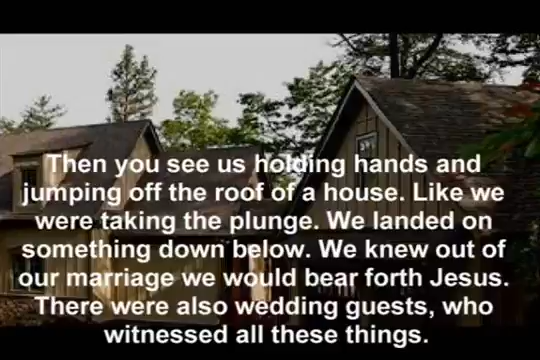 Then you see us holding hands and
jumping off the roof of a house. Like we
were taking the plunge. We landed on
something down below. We knew out of
our marriage we would bear forth Jesus.
There were also wedding guests, who
witnessed all these things.